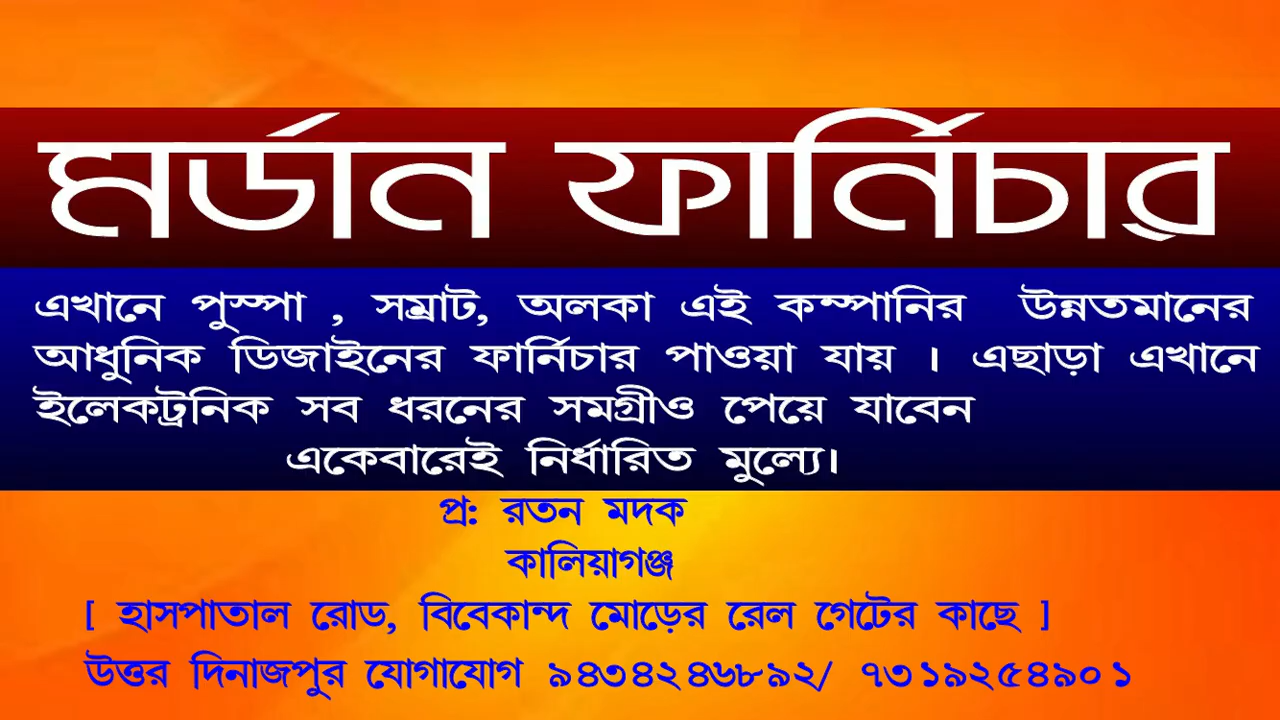 মর্ডান ফার্নিচার
এখানে পুস্পা , সম্রাট, অলকা এই কম্পানির উন্নতমানের
আধুনিক ডিজাইনের ফার্নিচার পাওয়া যায় । এছাড়া এখানে
ইলেকট্রনিক সব ধরনের সমগ্রীও পেয়ে যাবেন
একেবারেই নির্ধারিত মুল্যে।
প্র: রতন মদক
কালিয়াগঞ্জ
[ হাসপাতাল রোড, বিবেকান্দ মোড়ের রেল গেটের কাছে ]
উত্তর দিনাজপুর যোগাযোগ ৯৪৩৪২৪৬৮৯২/ ৭৩১৯২৫৪৯০১